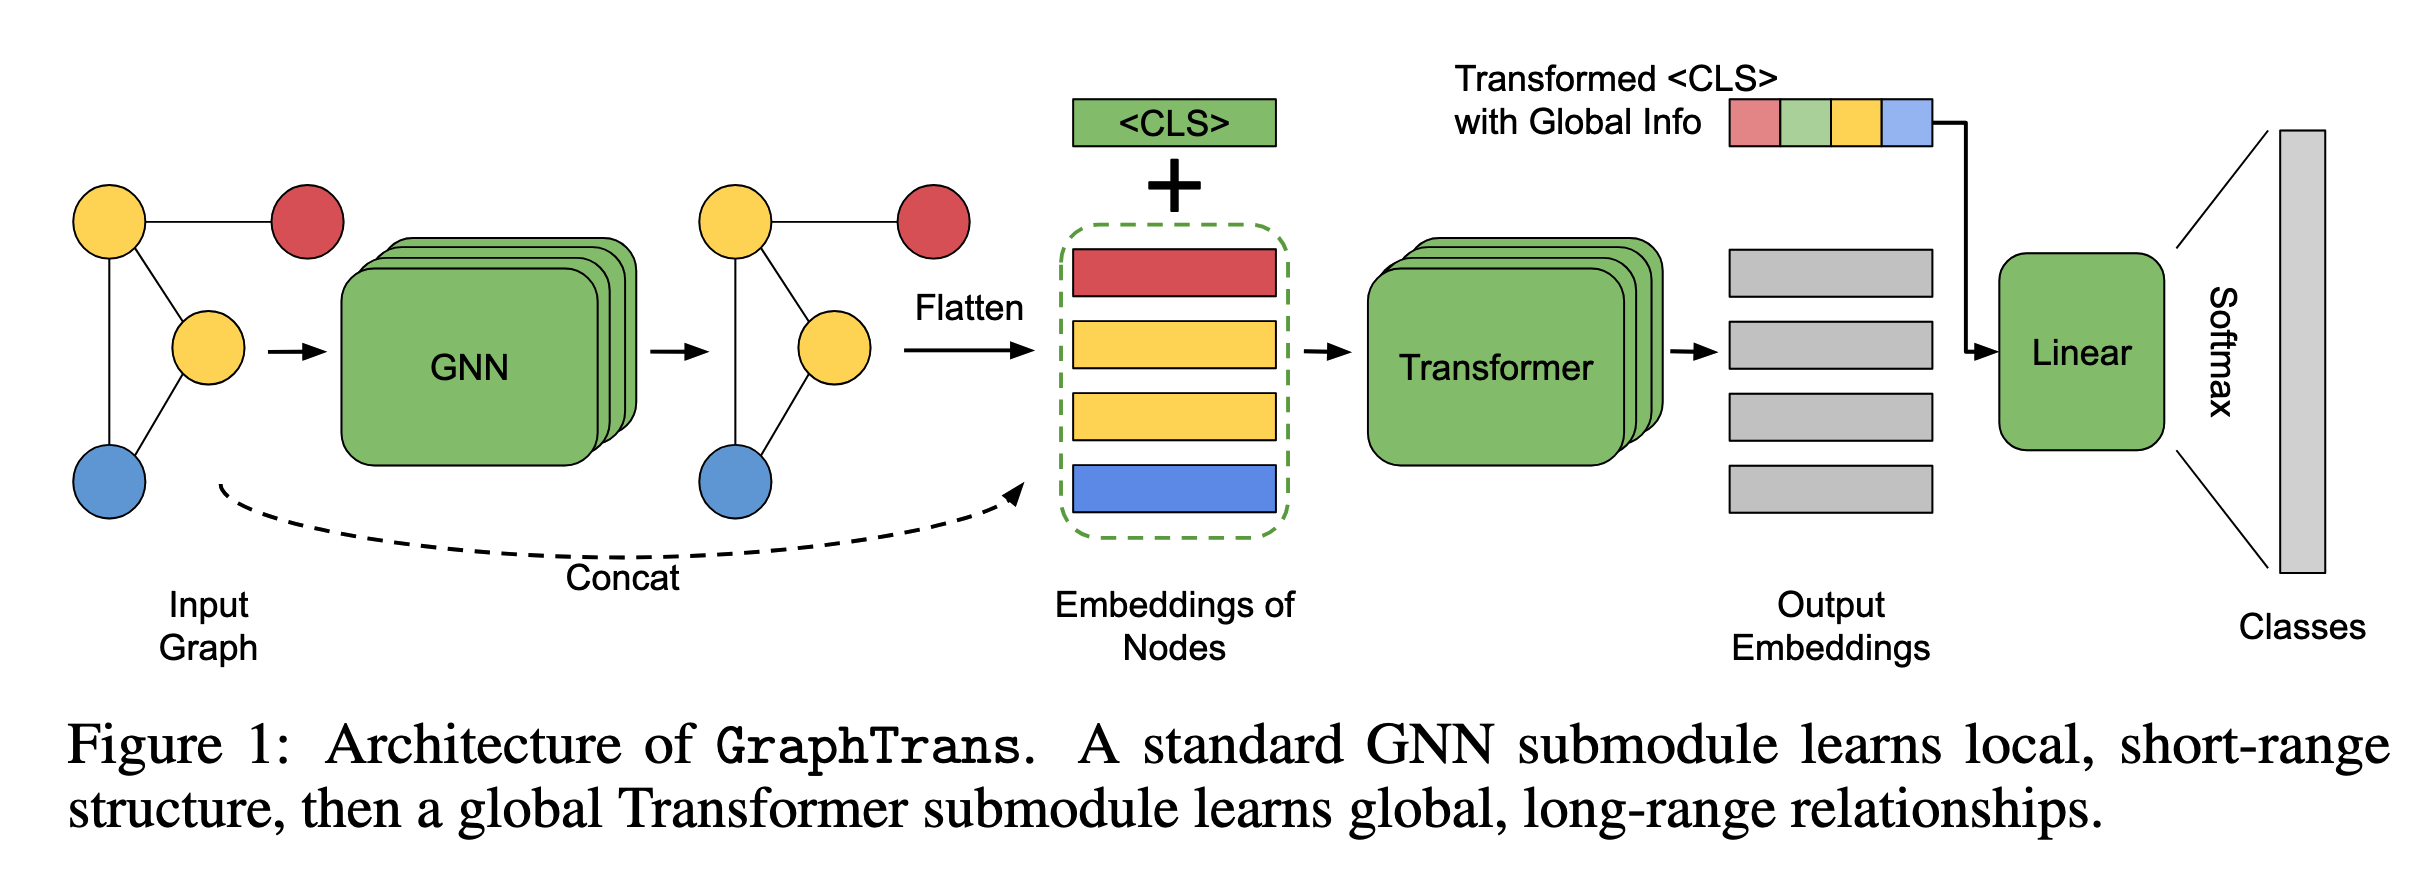 Transformed <CLS>
with Global Info
<CLS>
Flatten
GNN
Transformer
Linear
Softmax
Concat
Input
Graph
Embeddings of
Nodes
Output
Embeddings
Classes
Figure 1: Architecture of GraphTrans. A standard GNN submodule learns local, short-range
structure, then a global Transformer submodule learns global, long-range relationships.